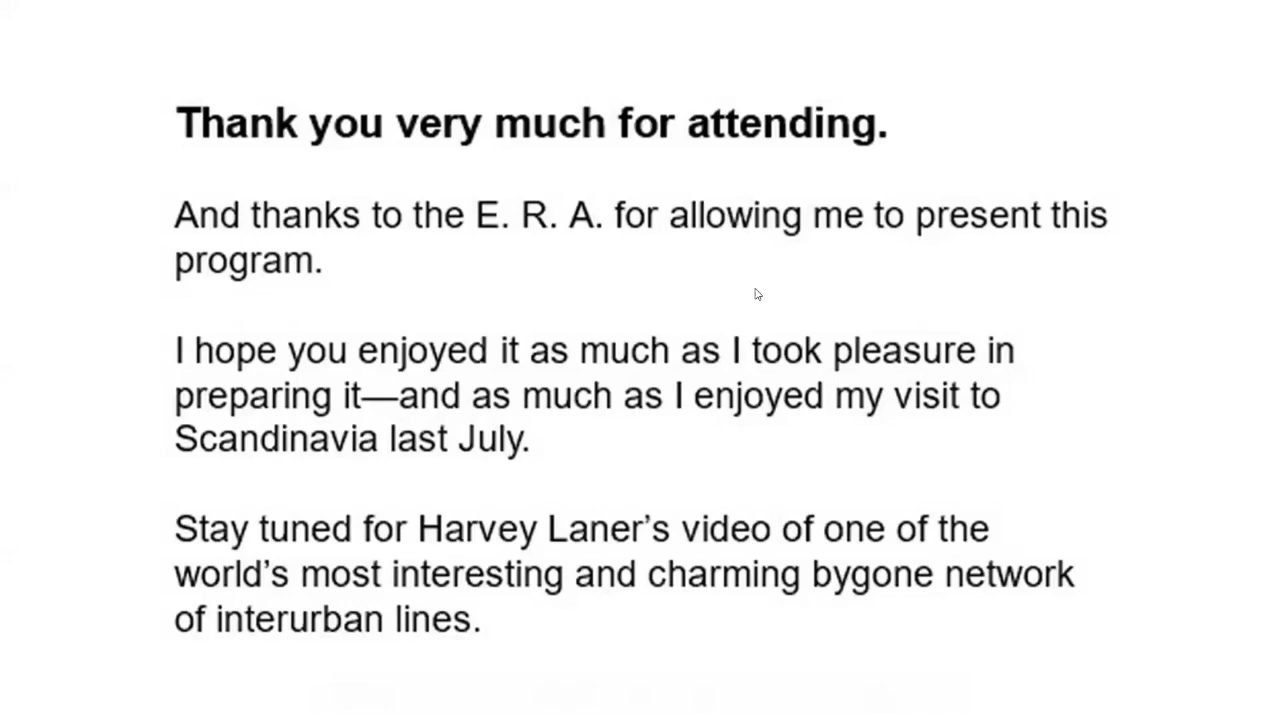 Thank you very much for attending.
And thanks to the E. R. A. for allowing me to present this
program.
I hope you enjoyed it as much as I took pleasure in
preparing it—and as much as I enjoyed my visit to
Scandinavia last July.
Stay tuned for Harvey Laner’s video of one of the
world’s most interesting and charming bygone network
of interurban lines.